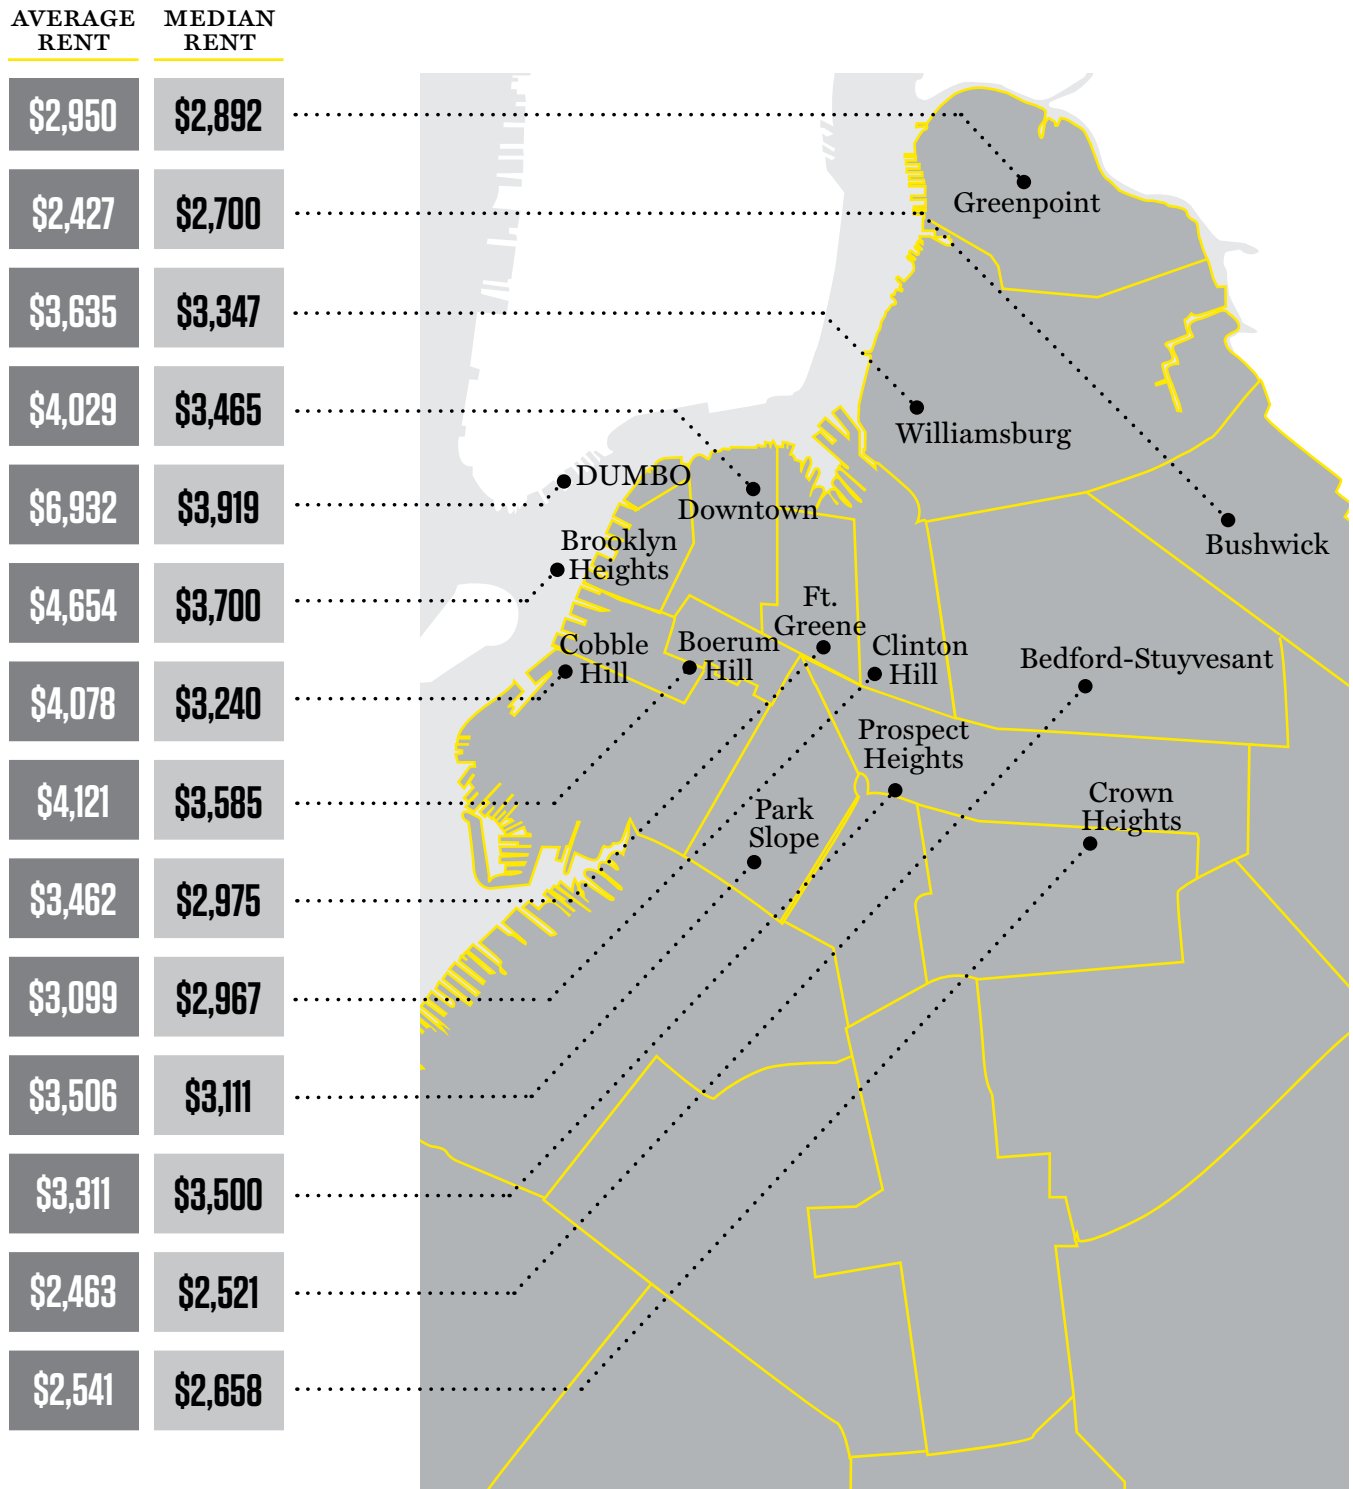 AVERAGE
RENT
MEDIAN
RENT
$2,950 $2,892
$2,427 $2,700
$3,635 $3,347
$4,029 $3,465
$6,932 $3,919
$4,654 $3,700
$4,078 $3,240
$4,121 $3,585
$3,462 $2,975
$3,099 $2,967
$3,506 $3,111
$3,311 $3,500
$2,463 $2,521
$2,541 $2,658
Greenpoint
Williamsburg
DUMBO
Downtown
Bushwick
Brooklyn
Heights
Ft.
Greene
Cobble
Hill
Boerum
Hill
Clinton
Hill
Bedford-Stuyvesant
Prospect
Heights
Park
Slope
Crown
Heights